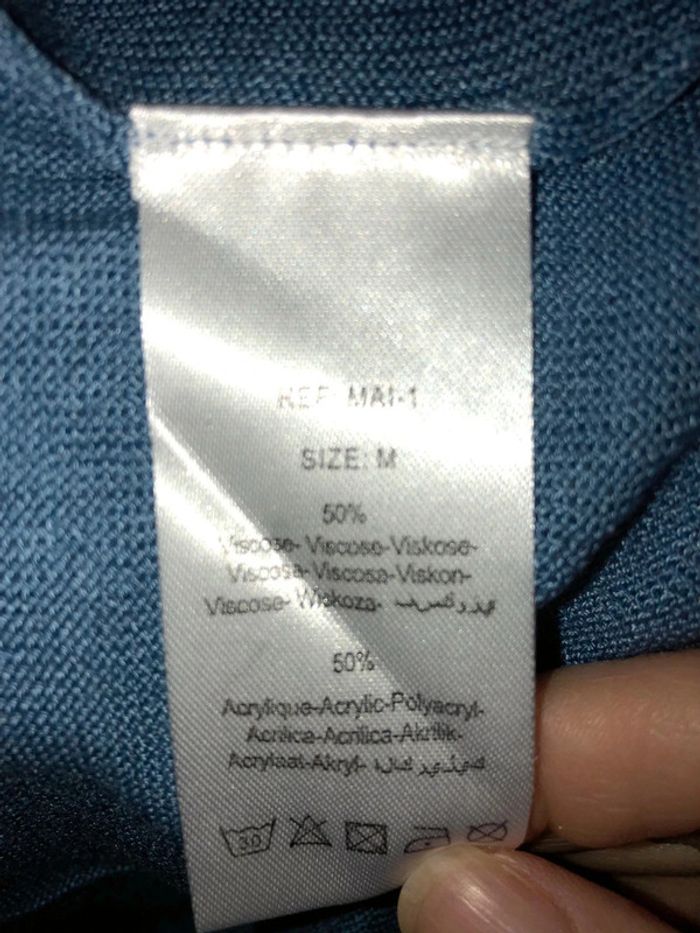 REF: MAI-1
SIZE: M
50%
Viscose- Viscose-Viskose-
Viscosa- Viscosa-Viskon-
Viscose- Wiskoza-
50%
Acrylique-Acrylic-Polyacryl-
Acrilica-Acrilica-Akrilik-
Acrylaat-Akryl-
30